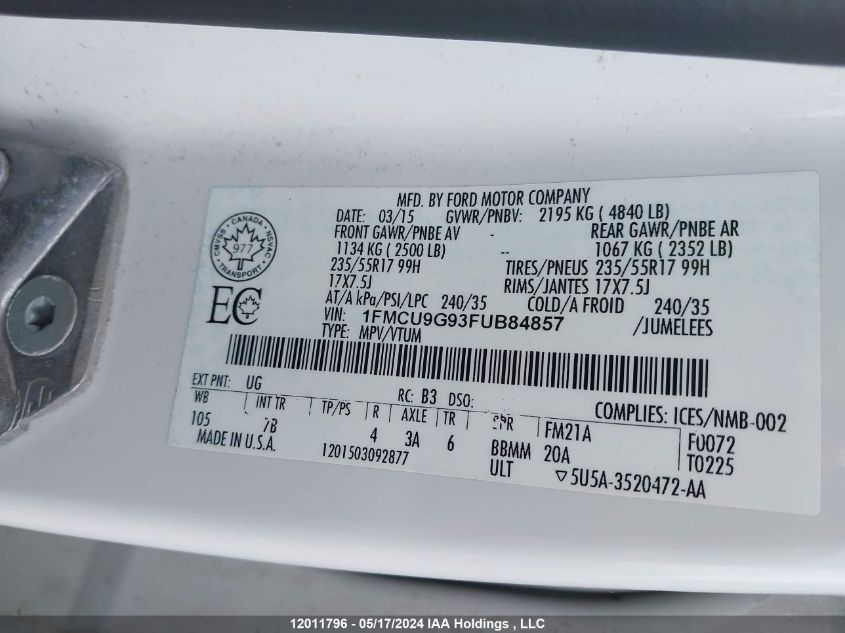 MFD. BY FORD MOTOR COMPANY
DATE: 03/15 GVWR/PNBV: 2195 KG ( 4840 LB)
FRONT GAWR/PNBE AV - REAR GAWR/PNBE AR
1134 KG ( 2500 LB) -- 1067 KG ( 2352 LB)
235/55R17 99H TIRES/PNEUS 235/55R17 99H
17X7.5J RIMS/JANTES 17X7.5J
AT/A kPa/PSI/LPC 240/35 COLD/A FROID 240/35
VIN: 1FMCU9G93FUB84857 /JUMELEES
TYPE: MPV/VTUM
CMVSS CANADA NSVAC
977
TRANSPORT
EC
EXT PNT: UG RC: B3 DSO: COMPLIES: ICES/NMB-002
WB INT TR TP/PS R AXLE TR SPR FM21A F0072
105 7B 4 3A 6 BBMM 20A T0225
MADE IN U.S.A. 1201503092877 ULT ▽5U5A-3520472-AA
12011796 - 05/17/2024 IAA Holdings , LLC